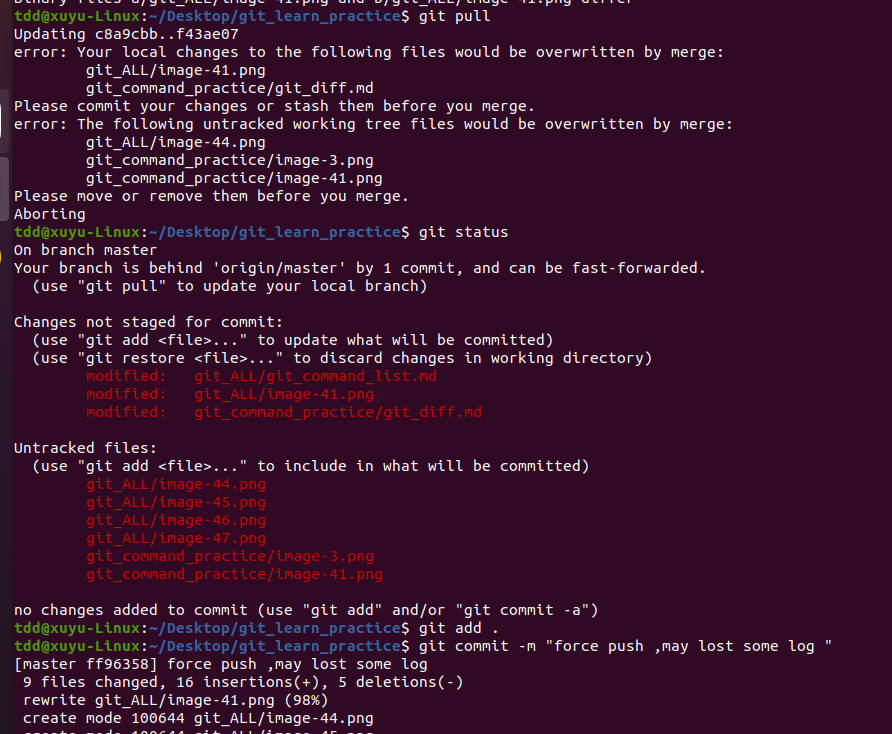 Binary files a/git_ALL/image-41.png and b/git_ALL/image-41.png differ
tdd@xuyu-Linux:~/Desktop/git_learn_practice$ git pull
Updating c8a9cbb..f43ae07
error: Your local changes to the following files would be overwritten by merge:
        git_ALL/image-41.png
        git_command_practice/git_diff.md
Please commit your changes or stash them before you merge.
error: The following untracked working tree files would be overwritten by merge:
        git_ALL/image-44.png
        git_command_practice/image-3.png
        git_command_practice/image-41.png
Please move or remove them before you merge.
Aborting
tdd@xuyu-Linux:~/Desktop/git_learn_practice$ git status
On branch master
Your branch is behind 'origin/master' by 1 commit, and can be fast-forwarded.
  (use "git pull" to update your local branch)

Changes not staged for commit:
  (use "git add <file>..." to update what will be committed)
  (use "git restore <file>..." to discard changes in working directory)
        modified:   git_ALL/git_command_list.md
        modified:   git_ALL/image-41.png
        modified:   git_command_practice/git_diff.md

Untracked files:
  (use "git add <file>..." to include in what will be committed)
        git_ALL/image-44.png
        git_ALL/image-45.png
        git_ALL/image-46.png
        git_ALL/image-47.png
        git_command_practice/image-3.png
        git_command_practice/image-41.png

no changes added to commit (use "git add" and/or "git commit -a")
tdd@xuyu-Linux:~/Desktop/git_learn_practice$ git add .
tdd@xuyu-Linux:~/Desktop/git_learn_practice$ git commit -m "force push ,may lost some log "
[master ff96358] force push ,may lost some log
 9 files changed, 16 insertions(+), 5 deletions(-)
 rewrite git_ALL/image-41.png (98%)
 create mode 100644 git_ALL/image-44.png
 create mode 100644 git_ALL/image-45.png